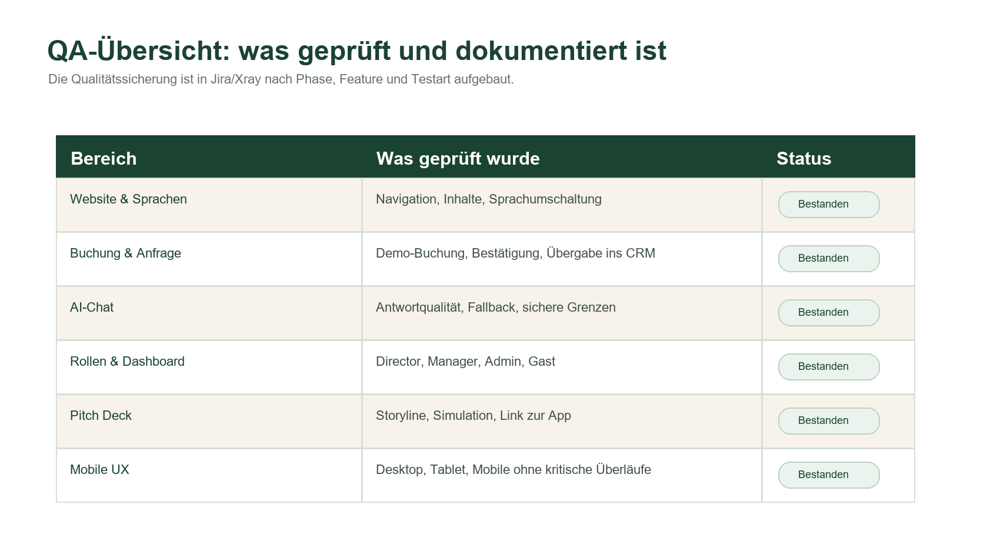 QA-Übersicht: was geprüft und dokumentiert ist
Die Qualitätssicherung ist in Jira/Xray nach Phase, Feature und Testart aufgebaut.
Bereich Was geprüft wurde Status
Website & Sprachen Navigation, Inhalte, Sprachumschaltung Bestanden
Buchung & Anfrage Demo-Buchung, Bestätigung, Übergabe ins CRM Bestanden
AI-Chat Antwortqualität, Fallback, sichere Grenzen Bestanden
Rollen & Dashboard Director, Manager, Admin, Gast Bestanden
Pitch Deck Storyline, Simulation, Link zur App Bestanden
Mobile UX Desktop, Tablet, Mobile ohne kritische Überläufe Bestanden